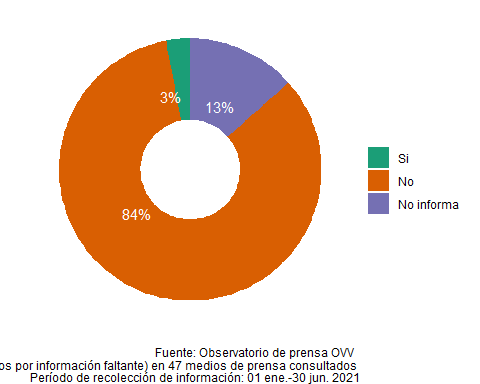 3%
13%
84%
Si
No
No informa
Fuente: Observatorio de prensa OVV
os por información faltante) en 47 medios de prensa consultados
Período de recolección de información: 01 ene.-30 jun. 2021